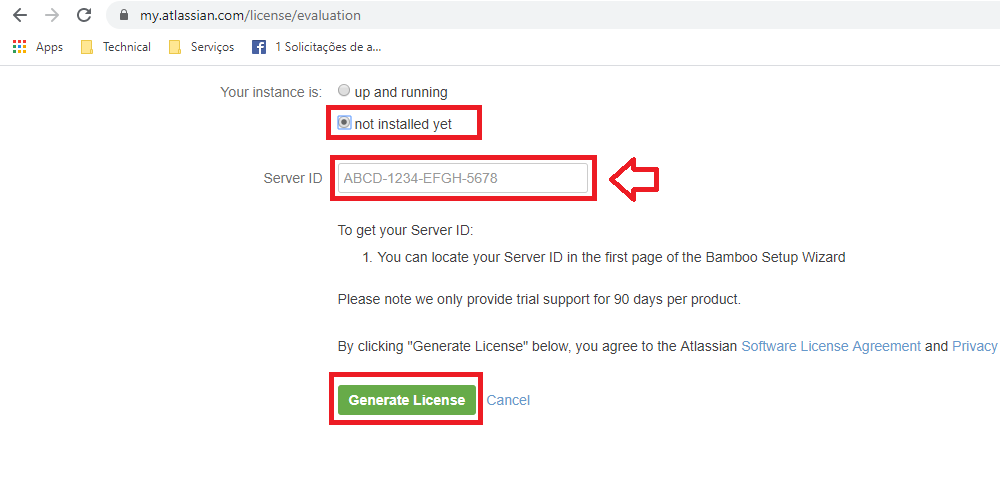 my.atlassian.com/license/evaluation
Apps Technical Serviços 1 Solicitações de a...
Your instance is: up and running
not installed yet
Server ID ABCD-1234-EFGH-5678
To get your Server ID:
1. You can locate your Server ID in the first page of the Bamboo Setup Wizard
Please note we only provide trial support for 90 days per product.
By clicking "Generate License" below, you agree to the Atlassian Software License Agreement and Privacy
Generate License Cancel